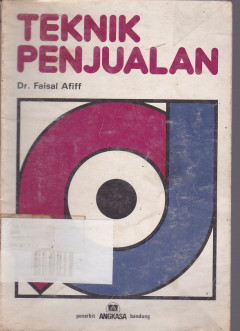 TEKNIK
PENJUALAN
Dr. Faisal Afiff
penerbit ANGKASA bandung